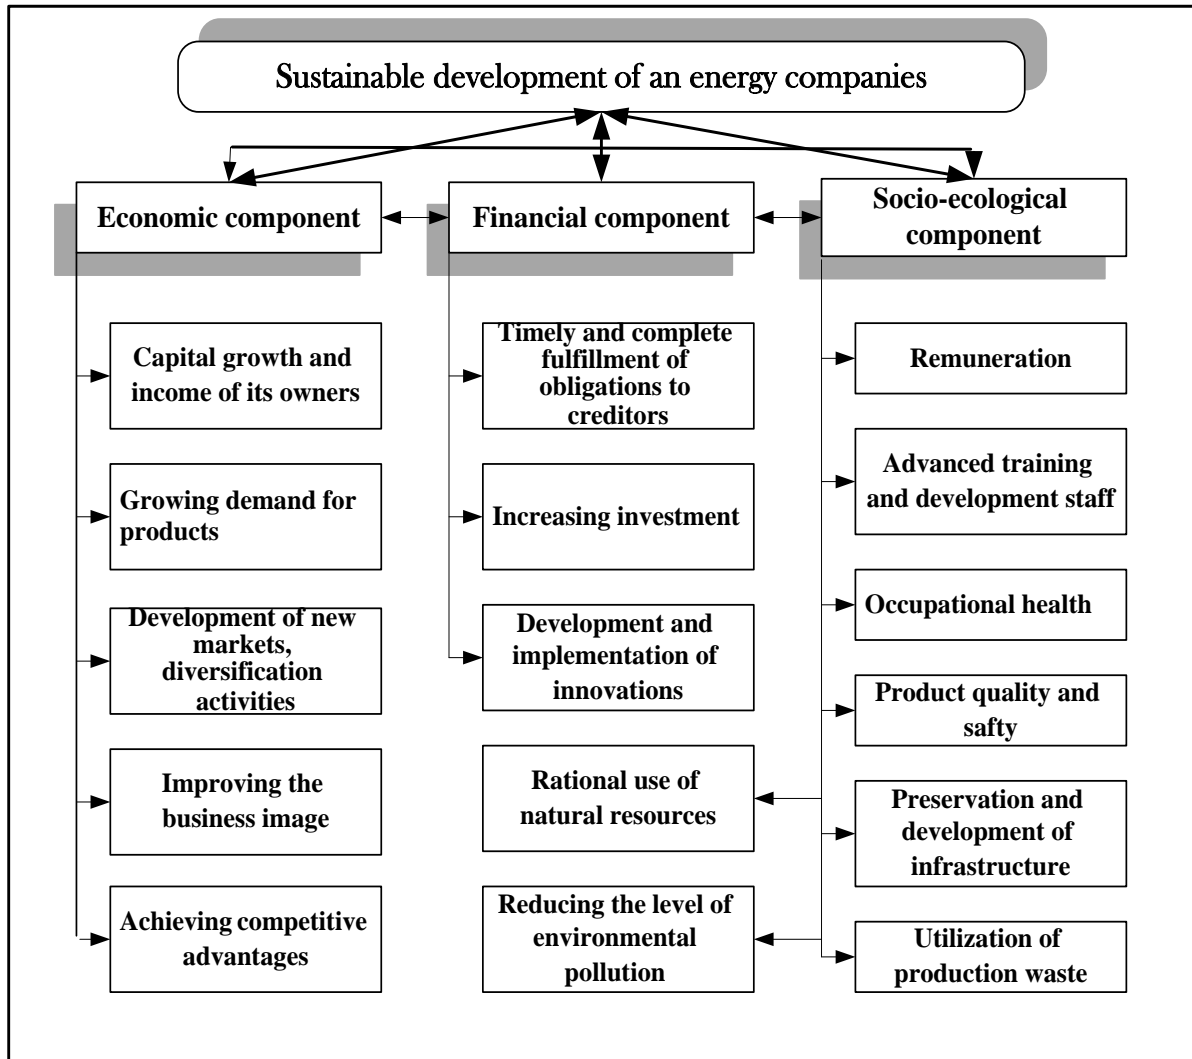 Sustainable development of an energy companies
Economic component
Financial component
Socio-ecological
component
Capital growth and
income of its owners
Growing demand for
products
Development of new
markets,
diversification
activities
Improving the
business image
Achieving competitive
advantages
Timely and complete
fulfillment of
obligations to
creditors
Increasing investment
Development and
implementation of
innovations
Rational use of
natural resources
Reducing the level of
environmental
pollution
Remuneration
Advanced training
and development staff
Occupational health
Product quality and
safty
Preservation and
development of
infrastructure
Utilization of
production waste